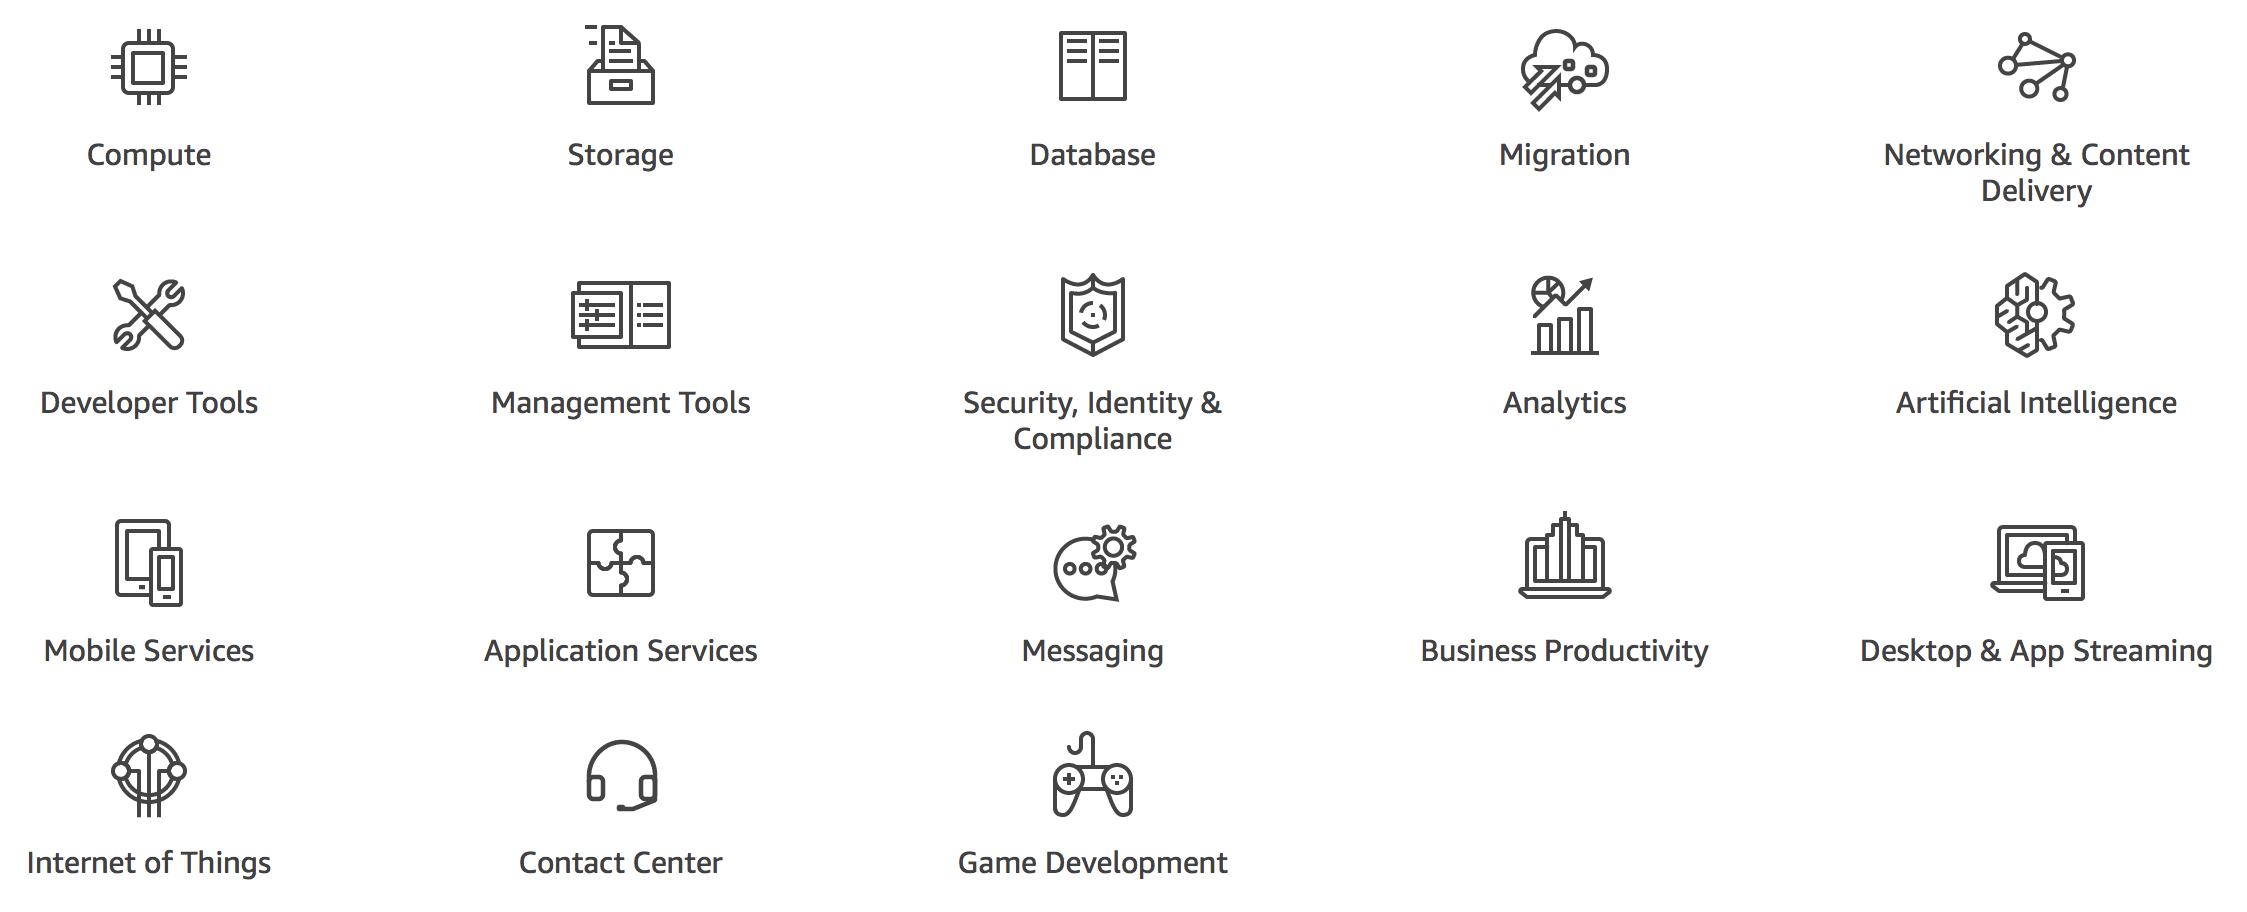 Compute
Storage
Database
Migration
Networking & Content
Delivery
Developer Tools
Management Tools
Security, Identity &
Compliance
Analytics
Artificial Intelligence
Mobile Services
Application Services
Messaging
Business Productivity
Desktop & App Streaming
Internet of Things
Contact Center
Game Development